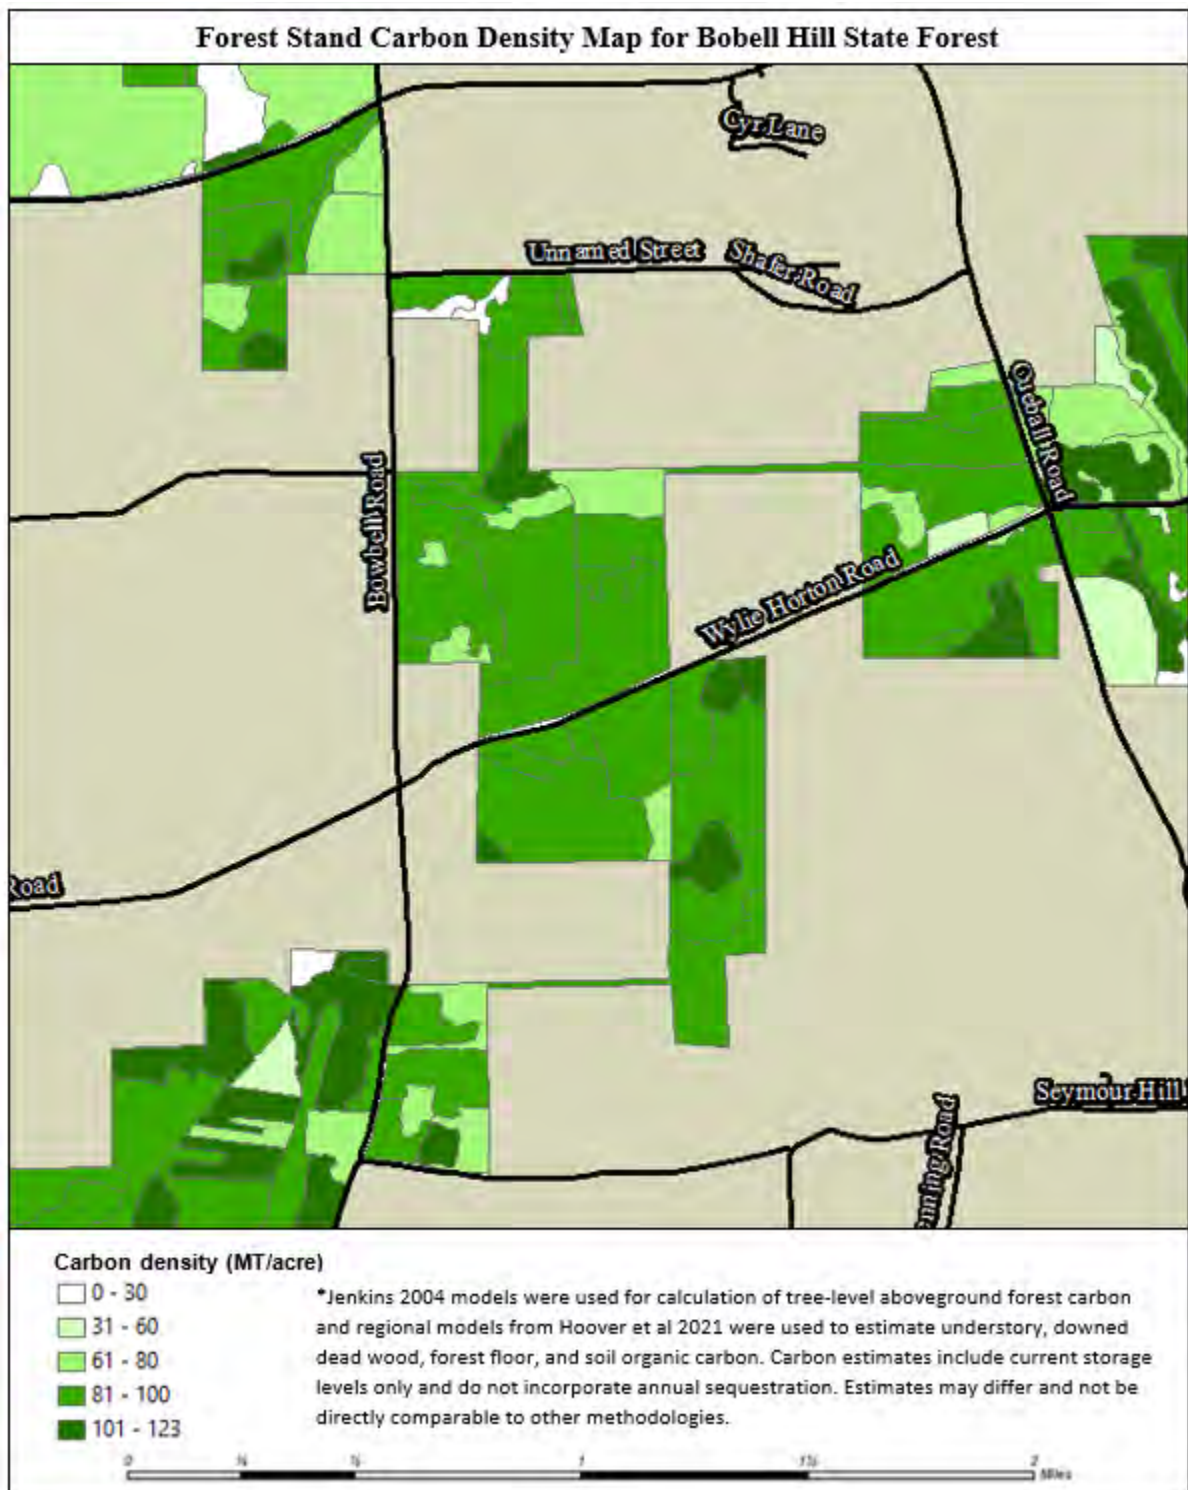 Forest Stand Carbon Density Map for Bobell Hill State Forest
Cyr Lane
Unnamed Street
Shafer Road
Oreball Road
Bowbell Road
Wylie Horton Road
Road
Seymour Hill
enning Road
Carbon density (MT/acre)
0 - 30
31 - 60
61 - 80
81 - 100
101 - 123
*Jenkins 2004 models were used for calculation of tree-level aboveground forest carbon
and regional models from Hoover et al 2021 were used to estimate understory, downed
dead wood, forest floor, and soil organic carbon. Carbon estimates include current storage
levels only and do not incorporate annual sequestration. Estimates may differ and not be
directly comparable to other methodologies.
0 1 2 Miles